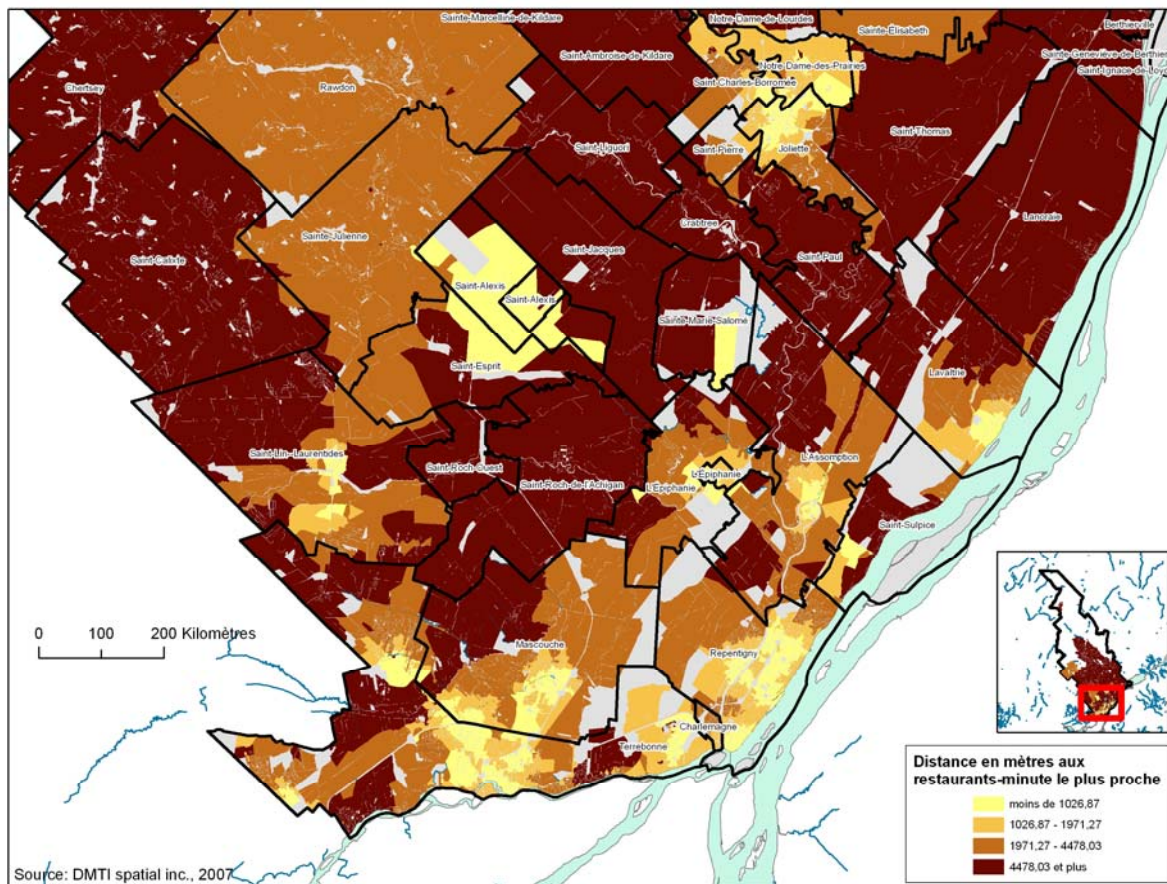 Sainte-Marcelline-de-Kildare
Notre-Dame-de-Lourdes
Sainte-Élisabeth
Berthierville
Saint-Ambroise-de-Kildare
Sainte-Geneviève-de-Berthier
Notre-Dame-des-Prairies
Saint-Ignace-de-Loyo
Saint-Charles-Borromée
Chertsey
Rawdon
Saint-Thomas
Saint-Liguori
Saint-Pierre
Joliette
Lanoraie
Crabtree
Sainte-Julienne
Saint-Jacques
Saint-Paul
Saint-Calixte
Saint-Alexis
Saint-Alexis
Sainte-Marie-Salomé
Saint-Esprit
Lavaltrie
Saint-Lin--Laurentides
L'Assomption
Saint-Roch-Ouest
L'Épiphanie
Saint-Roch-de-l'Achigan
L'Épiphanie
Saint-Sulpice
0 100 200 Kilomètres
Mascouche
Repentigny
Charlemagne
Terrebonne
Distance en mètres aux
restaurants-minute le plus proche
moins de 1026,87
1026,87 - 1971,27
1971,27 - 4478,03
4478,03 et plus
Source: DMTI spatial inc., 2007